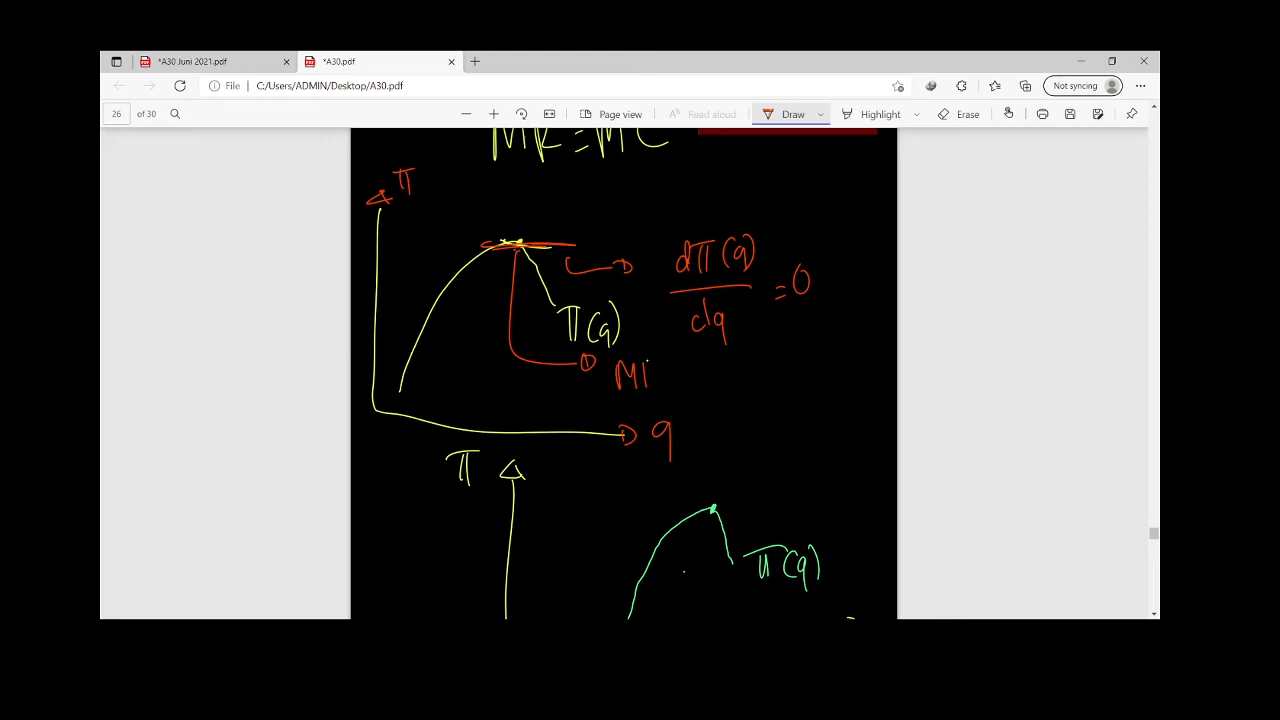 *A30 Juni 2021.pdf
*A30.pdf
File
C:/Users/ADMIN/Desktop/A30.pdf
Not syncing
26 of 30
Page view
Read aloud
Draw
Highlight
Erase
MR = MC
π
dπ(q)
dq
= 0
π(q)
M
q
π
π(q)